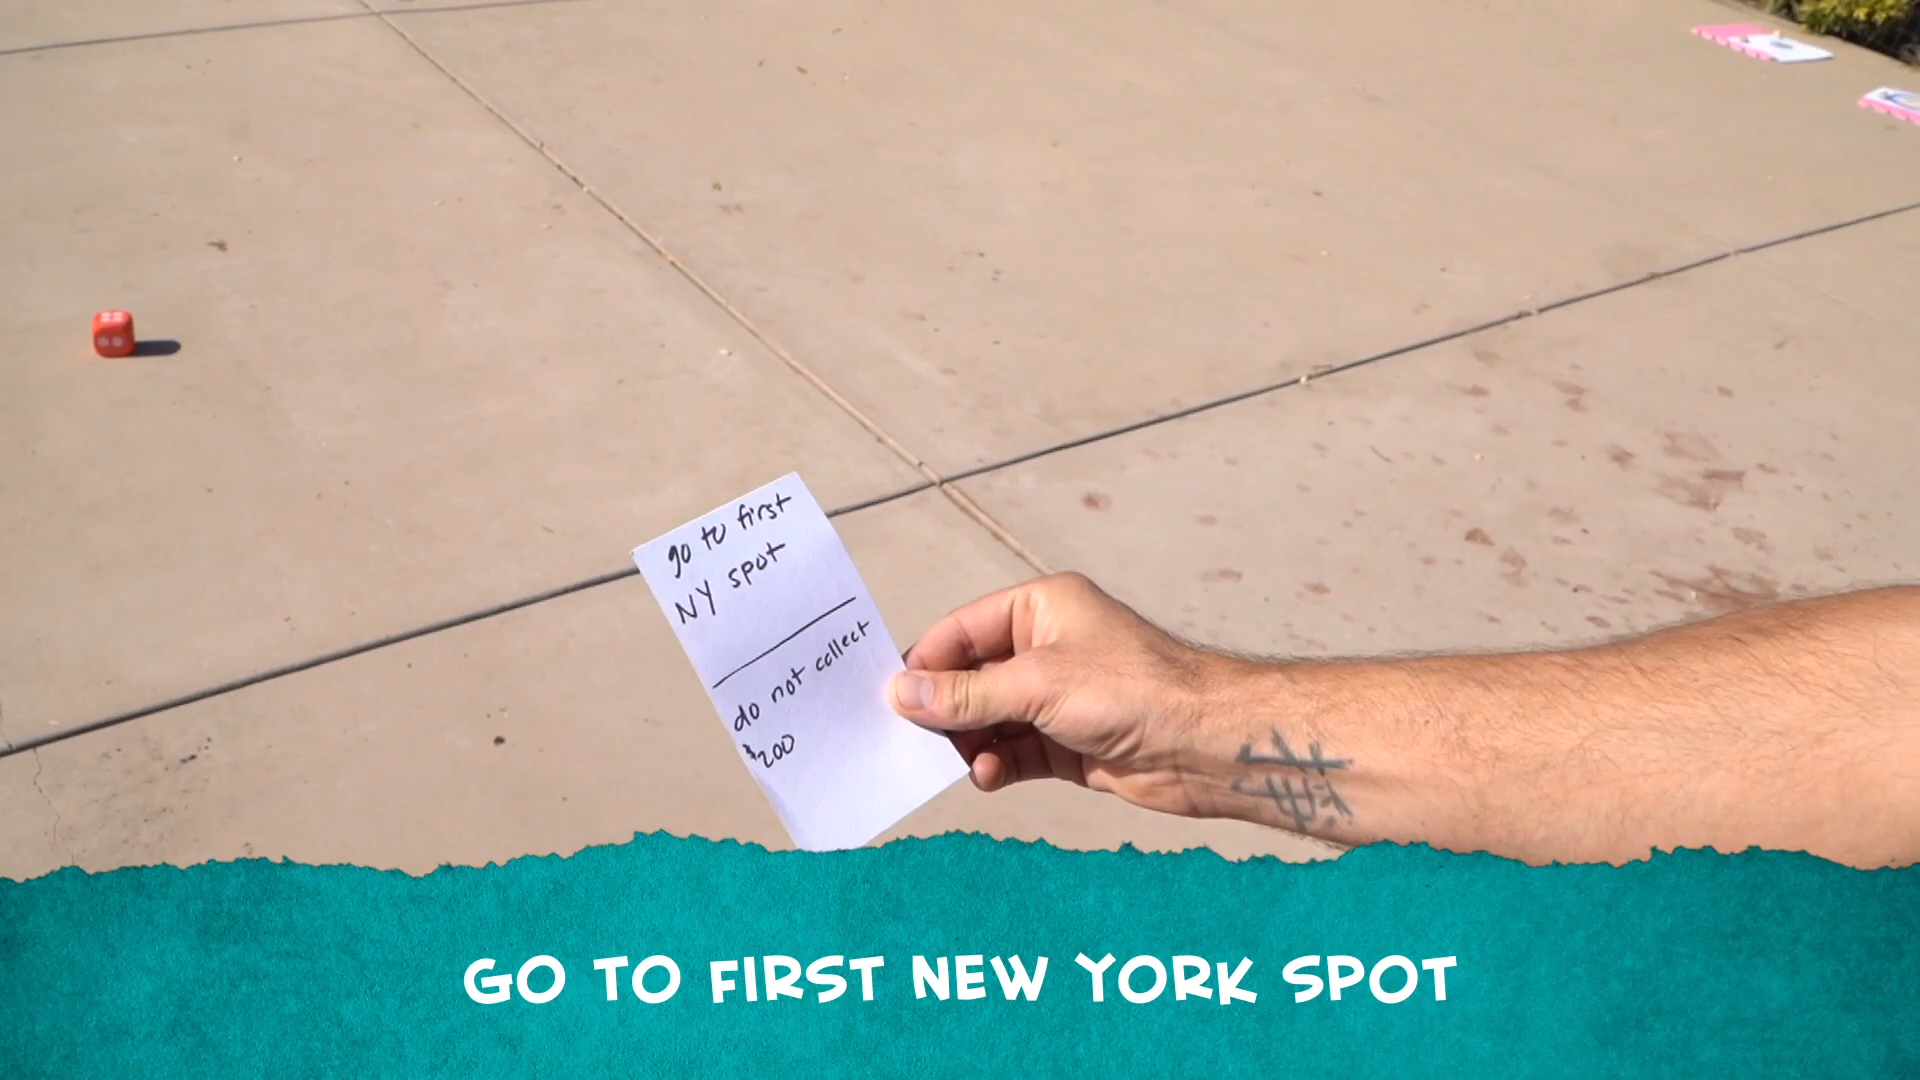 go to first
NY spot
do not collect
$200
GO TO FIRST NEW YORK SPOT